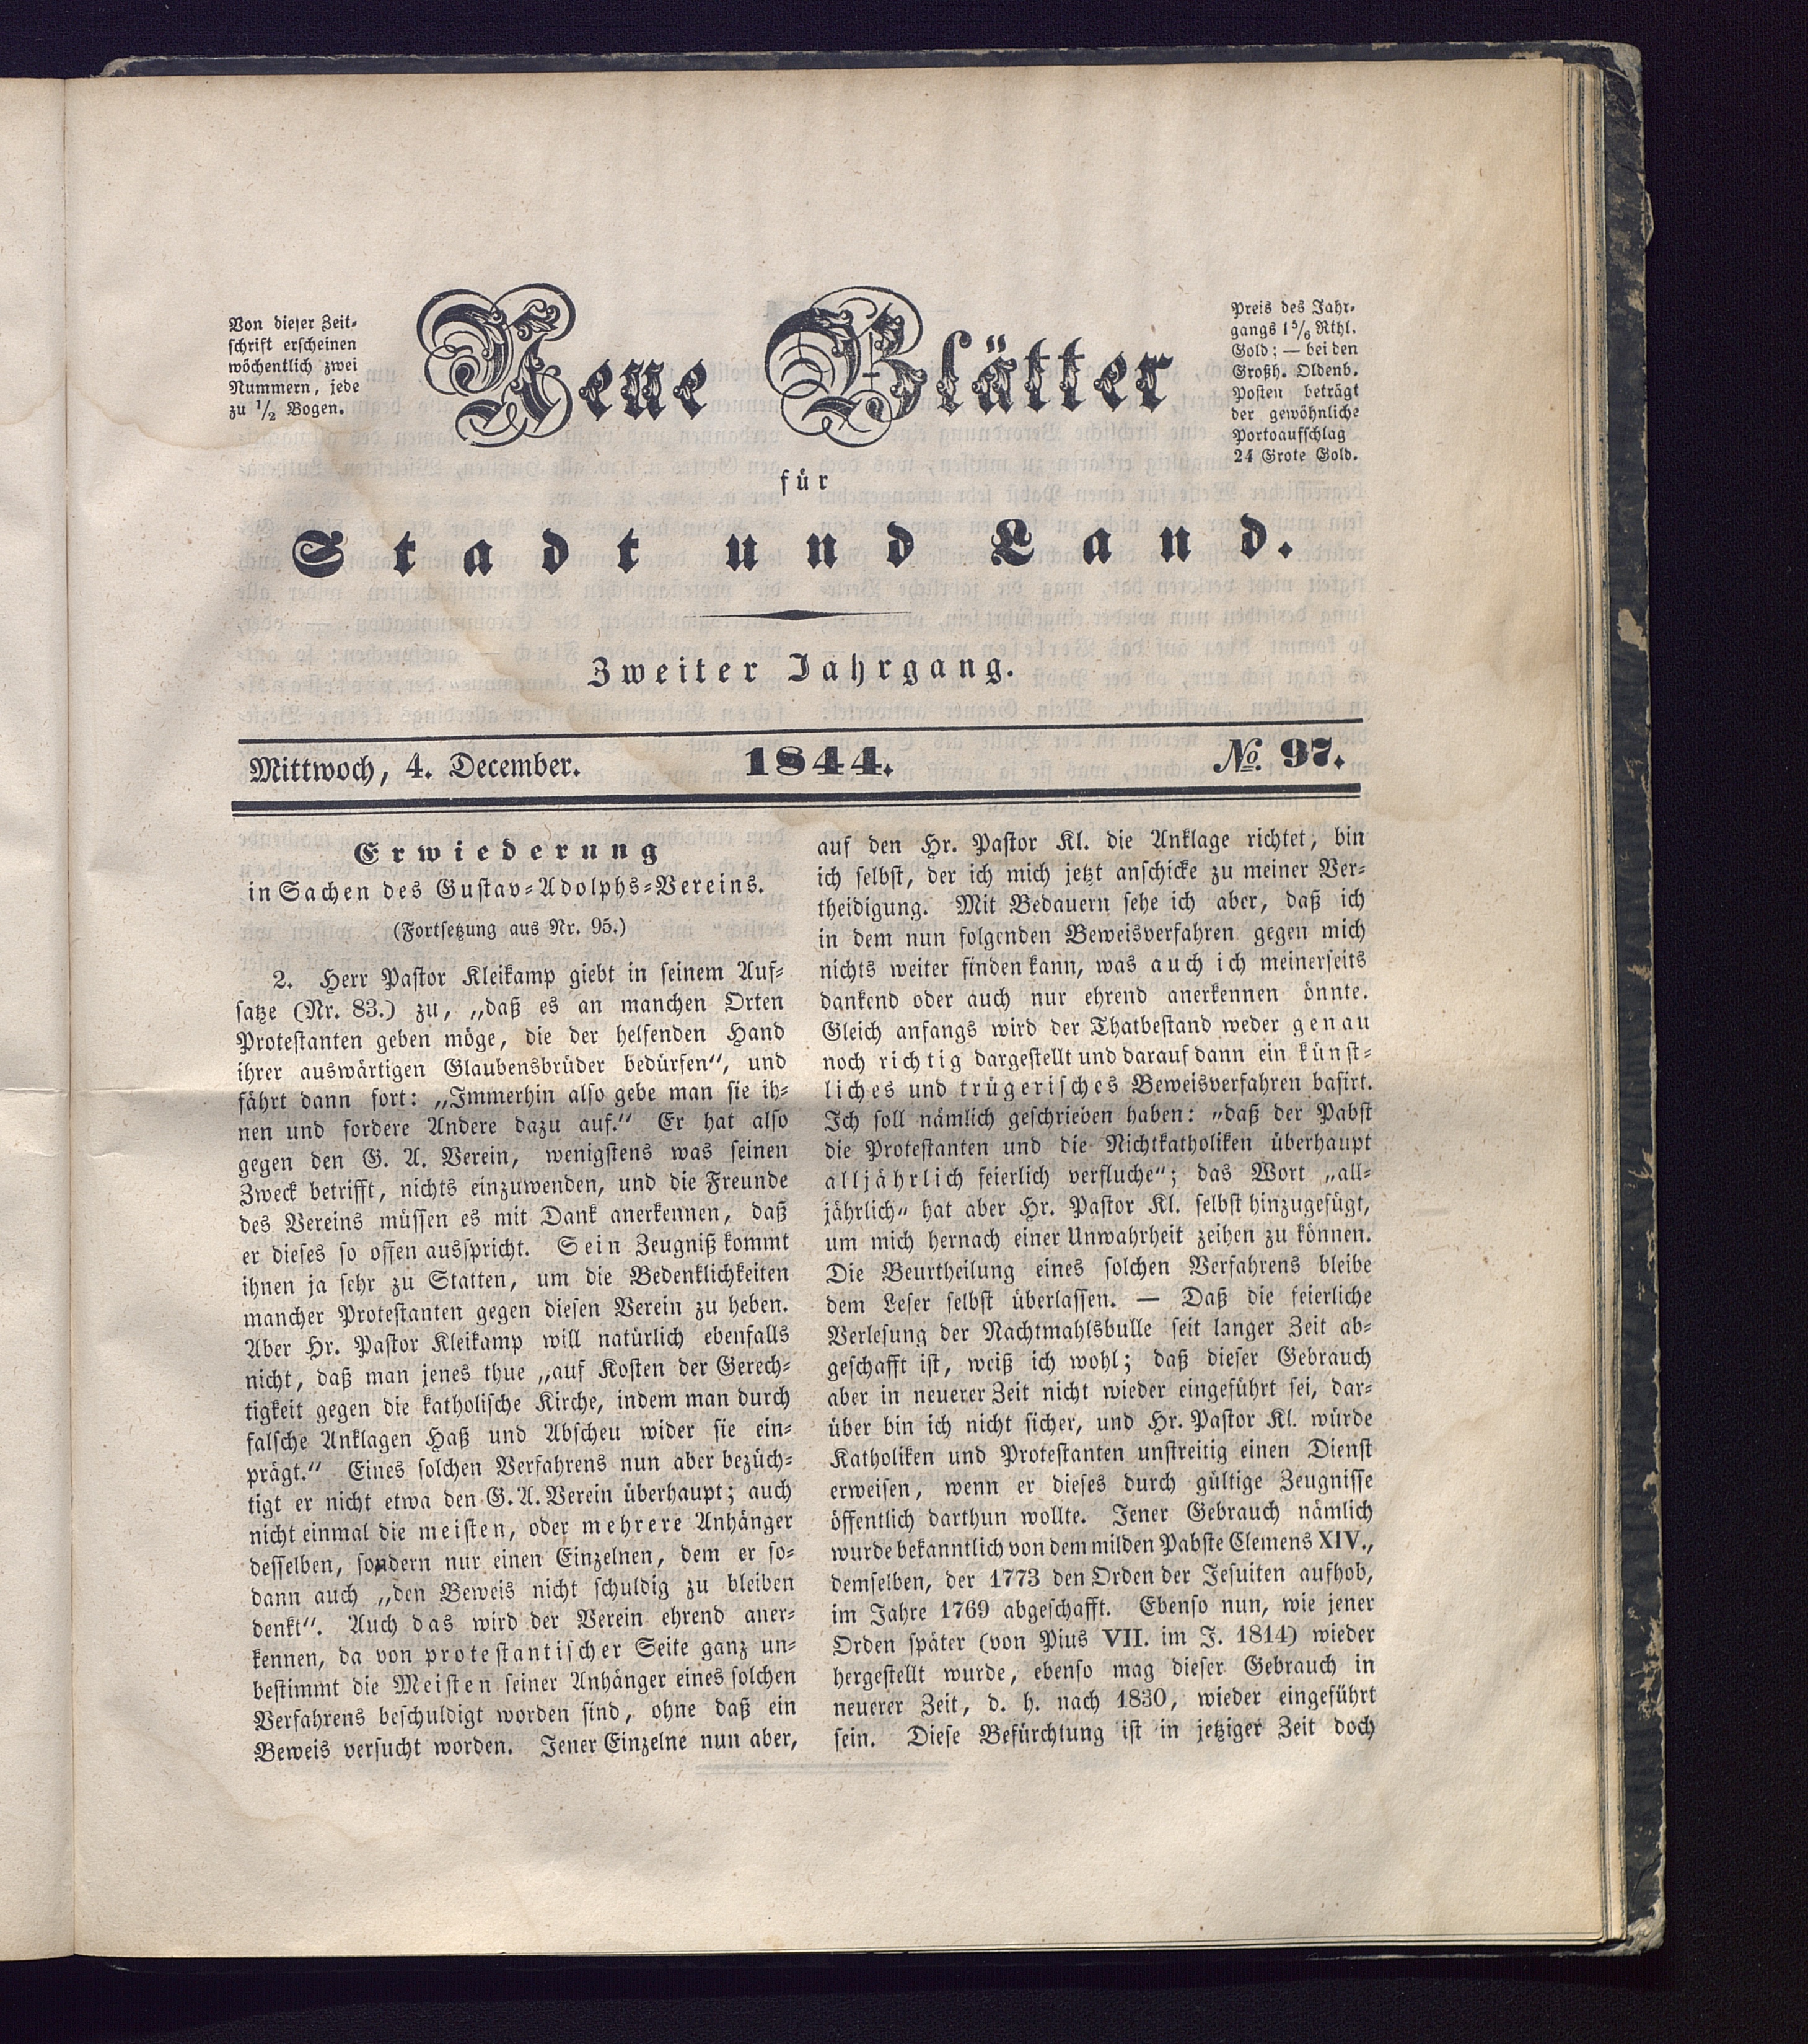 Von dieser Zeit-
schrift erscheinen
wöchentlich zwei
Nummern, jede
zu 1/2 Bogen.
Neue Blätter
Preis des Jahr-
gangs 1 5/6 Rthl.
Gold; — bei den
Großh. Oldenb.
Posten beträgt
der gewöhnliche
Portoaufschlag
24 Grote Gold.
für
Stadt und Land.
Zweiter Jahrgang.
Mittwoch, 4. December. 1844. No. 97.
Erwiederung
in Sachen des Gustav-Adolphs-Vereins.
(Fortsetzung aus Nr. 95.)
2. Herr Pastor Kleikamp giebt in seinem Auf-
satze (Nr. 83.) zu, „daß es an manchen Orten
Protestanten geben möge, die der helfenden Hand
ihrer auswärtigen Glaubensbrüder bedürfen“, und
fährt dann fort: „Immerhin also gebe man sie ih-
nen und fordere Andere dazu auf.“ Er hat also
gegen den G. A. Verein, wenigstens was seinen
Zweck betrifft, nichts einzuwenden, und die Freunde
des Vereins müssen es mit Dank anerkennen, daß
er dieses so offen ausspricht. Sein Zeugniß kommt
ihnen ja sehr zu Statten, um die Bedenklichkeiten
mancher Protestanten gegen diesen Verein zu heben.
Aber Hr. Pastor Kleikamp will natürlich ebenfalls
nicht, daß man jenes thue „auf Kosten der Gerech-
tigkeit gegen die katholische Kirche, indem man durch
falsche Anklagen Haß und Abscheu wider sie ein-
prägt.“ Eines solchen Verfahrens nun aber bezüch-
tigt er nicht etwa den G. A. Verein überhaupt; auch
nicht einmal die meisten, oder mehrere Anhänger
desselben, sondern nur einen Einzelnen, dem er so-
dann auch „den Beweis nicht schuldig zu bleiben
denkt“. Auch das wird der Verein ehrend aner-
kennen, da von protestantischer Seite ganz un-
bestimmt die Meisten seiner Anhänger eines solchen
Verfahrens beschuldigt worden sind, ohne daß ein
Beweis versucht worden. Jener Einzelne nun aber,
auf den Hr. Pastor Kl. die Anklage richtet, bin
ich selbst, der ich mich jetzt anschicke zu meiner Ver-
theidigung. Mit Bedauern sehe ich aber, daß ich
in dem nun folgenden Beweisverfahren gegen mich
nichts weiter finden kann, was auch ich meinerseits
dankend oder auch nur ehrend anerkennen önnte.
Gleich anfangs wird der Thatbestand weder genau
noch richtig dargestellt und darauf dann ein künst-
liches und trügerisches Beweisverfahren basirt.
Ich soll nämlich geschrieben haben: „daß der Pabst
die Protestanten und die Nichtkatholiken überhaupt
alljährlich feierlich verfluche“; das Wort „all-
jährlich“ hat aber Hr. Pastor Kl. selbst hinzugefügt,
um mich hernach einer Unwahrheit zeihen zu können.
Die Beurtheilung eines solchen Verfahrens bleibe
dem Leser selbst überlassen. — Daß die feierliche
Verlesung der Nachtmahlsbulle seit langer Zeit ab-
geschafft ist, weiß ich wohl; daß dieser Gebrauch
aber in neuerer Zeit nicht wieder eingeführt sei, dar-
über bin ich nicht sicher, und Hr. Pastor Kl. würde
Katholiken und Protestanten unstreitig einen Dienst
erweisen, wenn er dieses durch gültige Zeugnisse
öffentlich darthun wollte. Jener Gebrauch nämlich
wurde bekanntlich von dem milden Pabste Clemens XIV.,
demselben, der 1773 den Orden der Jesuiten aufhob,
im Jahre 1769 abgeschafft. Ebenso nun, wie jener
Orden später (von Pius VII. im J. 1814) wieder
hergestellt wurde, ebenso mag dieser Gebrauch in
neuerer Zeit, d. h. nach 1830, wieder eingeführt
sein. Diese Befürchtung ist in jetziger Zeit doch